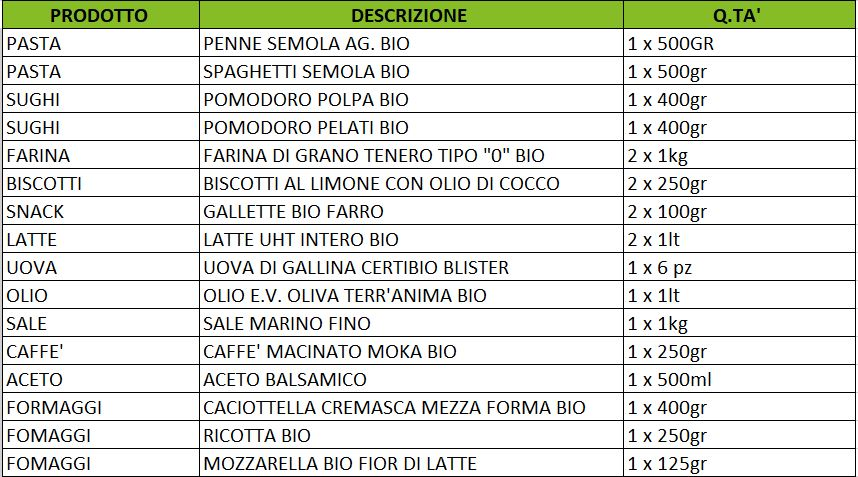 PRODOTTO DESCRIZIONE Q.TA'
PASTA PENNE SEMOLA AG. BIO 1 x 500GR
PASTA SPAGHETTI SEMOLA BIO 1 x 500gr
SUGHI POMODORO POLPA BIO 1 x 400gr
SUGHI POMODORO PELATI BIO 1 x 400gr
FARINA FARINA DI GRANO TENERO TIPO "0" BIO 2 x 1kg
BISCOTTI BISCOTTI AL LIMONE CON OLIO DI COCCO 2 x 250gr
SNACK GALLETTE BIO FARRO 2 x 100gr
LATTE LATTE UHT INTERO BIO 2 x 1lt
UOVA UOVA DI GALLINA CERTIBIO BLISTER 1 x 6 pz
OLIO OLIO E.V. OLIVA TERR'ANIMA BIO 1 x 1lt
SALE SALE MARINO FINO 1 x 1kg
CAFFE' CAFFE' MACINATO MOKA BIO 1 x 250gr
ACETO ACETO BALSAMICO 1 x 500ml
FORMAGGI CACIOTTELLA CREMASCA MEZZA FORMA BIO 1 x 400gr
FOMAGGI RICOTTA BIO 1 x 250gr
FOMAGGI MOZZARELLA BIO FIOR DI LATTE 1 x 125gr